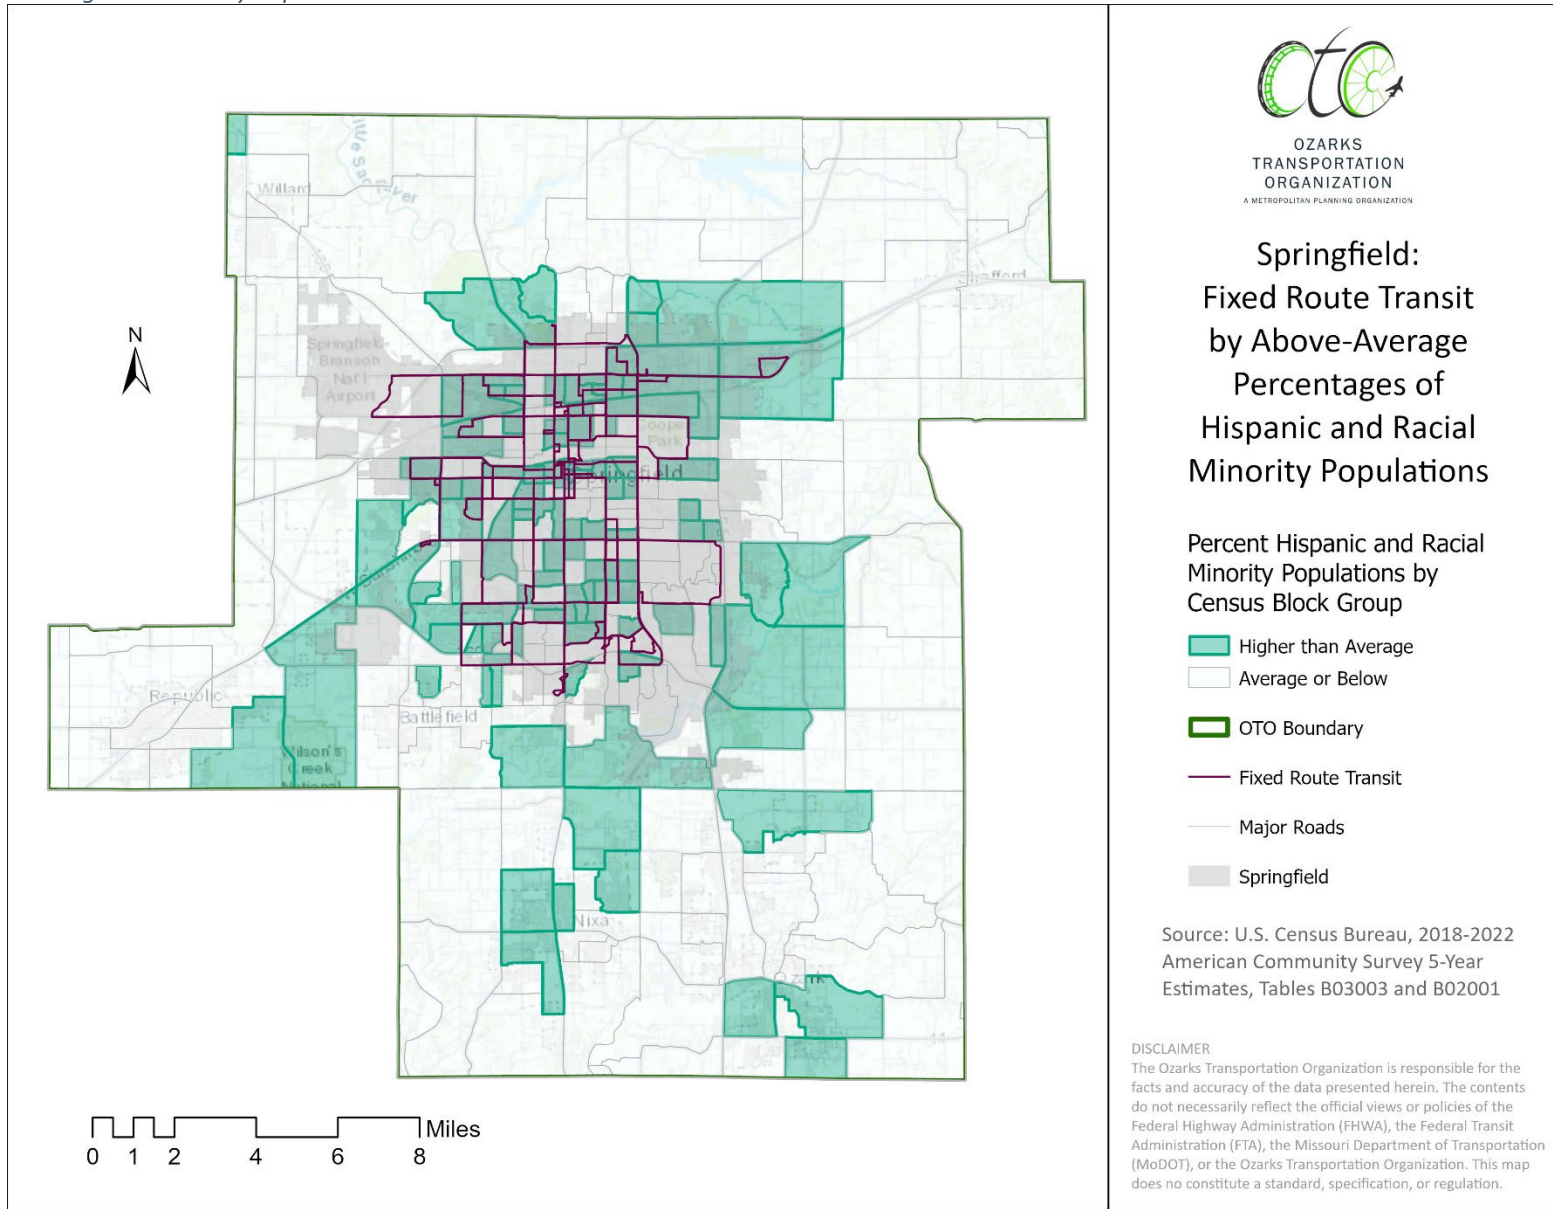 OZARKS
TRANSPORTATION
ORGANIZATION
A METROPOLITAN PLANNING ORGANIZATION
Springfield:
Fixed Route Transit
by Above-Average
Percentages of
Hispanic and Racial
Minority Populations
Percent Hispanic and Racial
Minority Populations by
Census Block Group
Higher than Average
Average or Below
OTO Boundary
Fixed Route Transit
Major Roads
Springfield
Source: U.S. Census Bureau, 2018-2022
American Community Survey 5-Year
Estimates, Tables B03003 and B02001
DISCLAIMER
The Ozarks Transportation Organization is responsible for the
facts and accuracy of the data presented herein. The contents
do not necessarily reflect the official views or policies of the
Federal Highway Administration (FHWA), the Federal Transit
Administration (FTA), the Missouri Department of Transportation
(MoDOT), or the Ozarks Transportation Organization. This map
does no constitute a standard, specification, or regulation.
Willard
River
Strafford
Springfield-
Branson
Nat'l
Airport
N
Park
Springfield
Republic
Battlefield
Wilson's
Creek
National
Nixa
Ozark
Miles
0 1 2 4 6 8